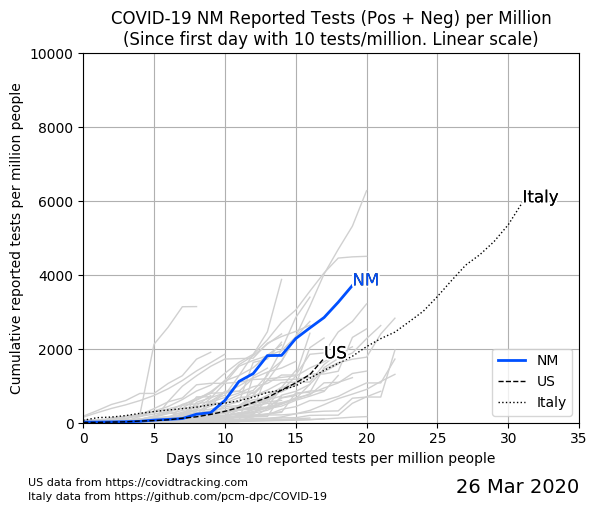 COVID-19 NM Reported Tests (Pos + Neg) per Million
(Since first day with 10 tests/million. Linear scale)
Cumulative reported tests per million people
10000
8000
6000
4000
2000
0
Italy
NM
US
NM
US
Italy
0 5 10 15 20 25 30 35
Days since 10 reported tests per million people
US data from https://covidtracking.com
Italy data from https://github.com/pcm-dpc/COVID-19
26 Mar 2020